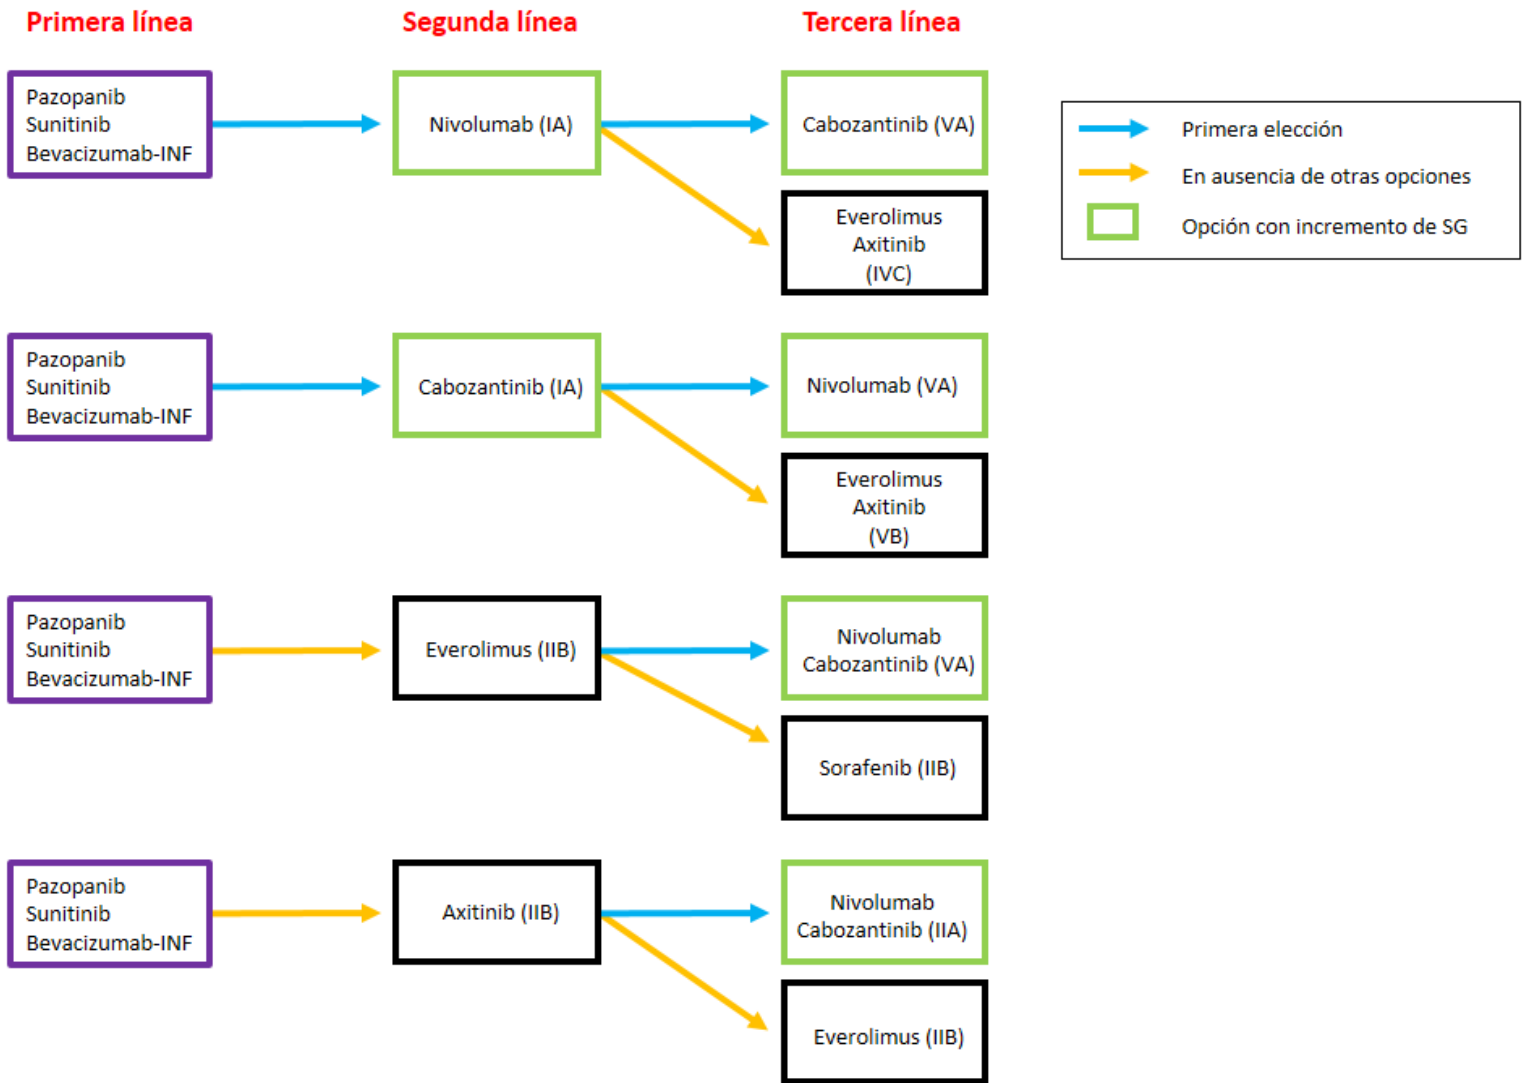 Primera línea
Segunda línea
Tercera línea
Pazopanib
Sunitinib
Bevacizumab-INF
Nivolumab (IA)
Cabozantinib (VA)
Everolimus
Axitinib
(IVC)
Primera elección
En ausencia de otras opciones
Opción con incremento de SG
Pazopanib
Sunitinib
Bevacizumab-INF
Cabozantinib (IA)
Nivolumab (VA)
Everolimus
Axitinib
(VB)
Pazopanib
Sunitinib
Bevacizumab-INF
Everolimus (IIB)
Nivolumab
Cabozantinib (VA)
Sorafenib (IIB)
Pazopanib
Sunitinib
Bevacizumab-INF
Axitinib (IIB)
Nivolumab
Cabozantinib (IIA)
Everolimus (IIB)